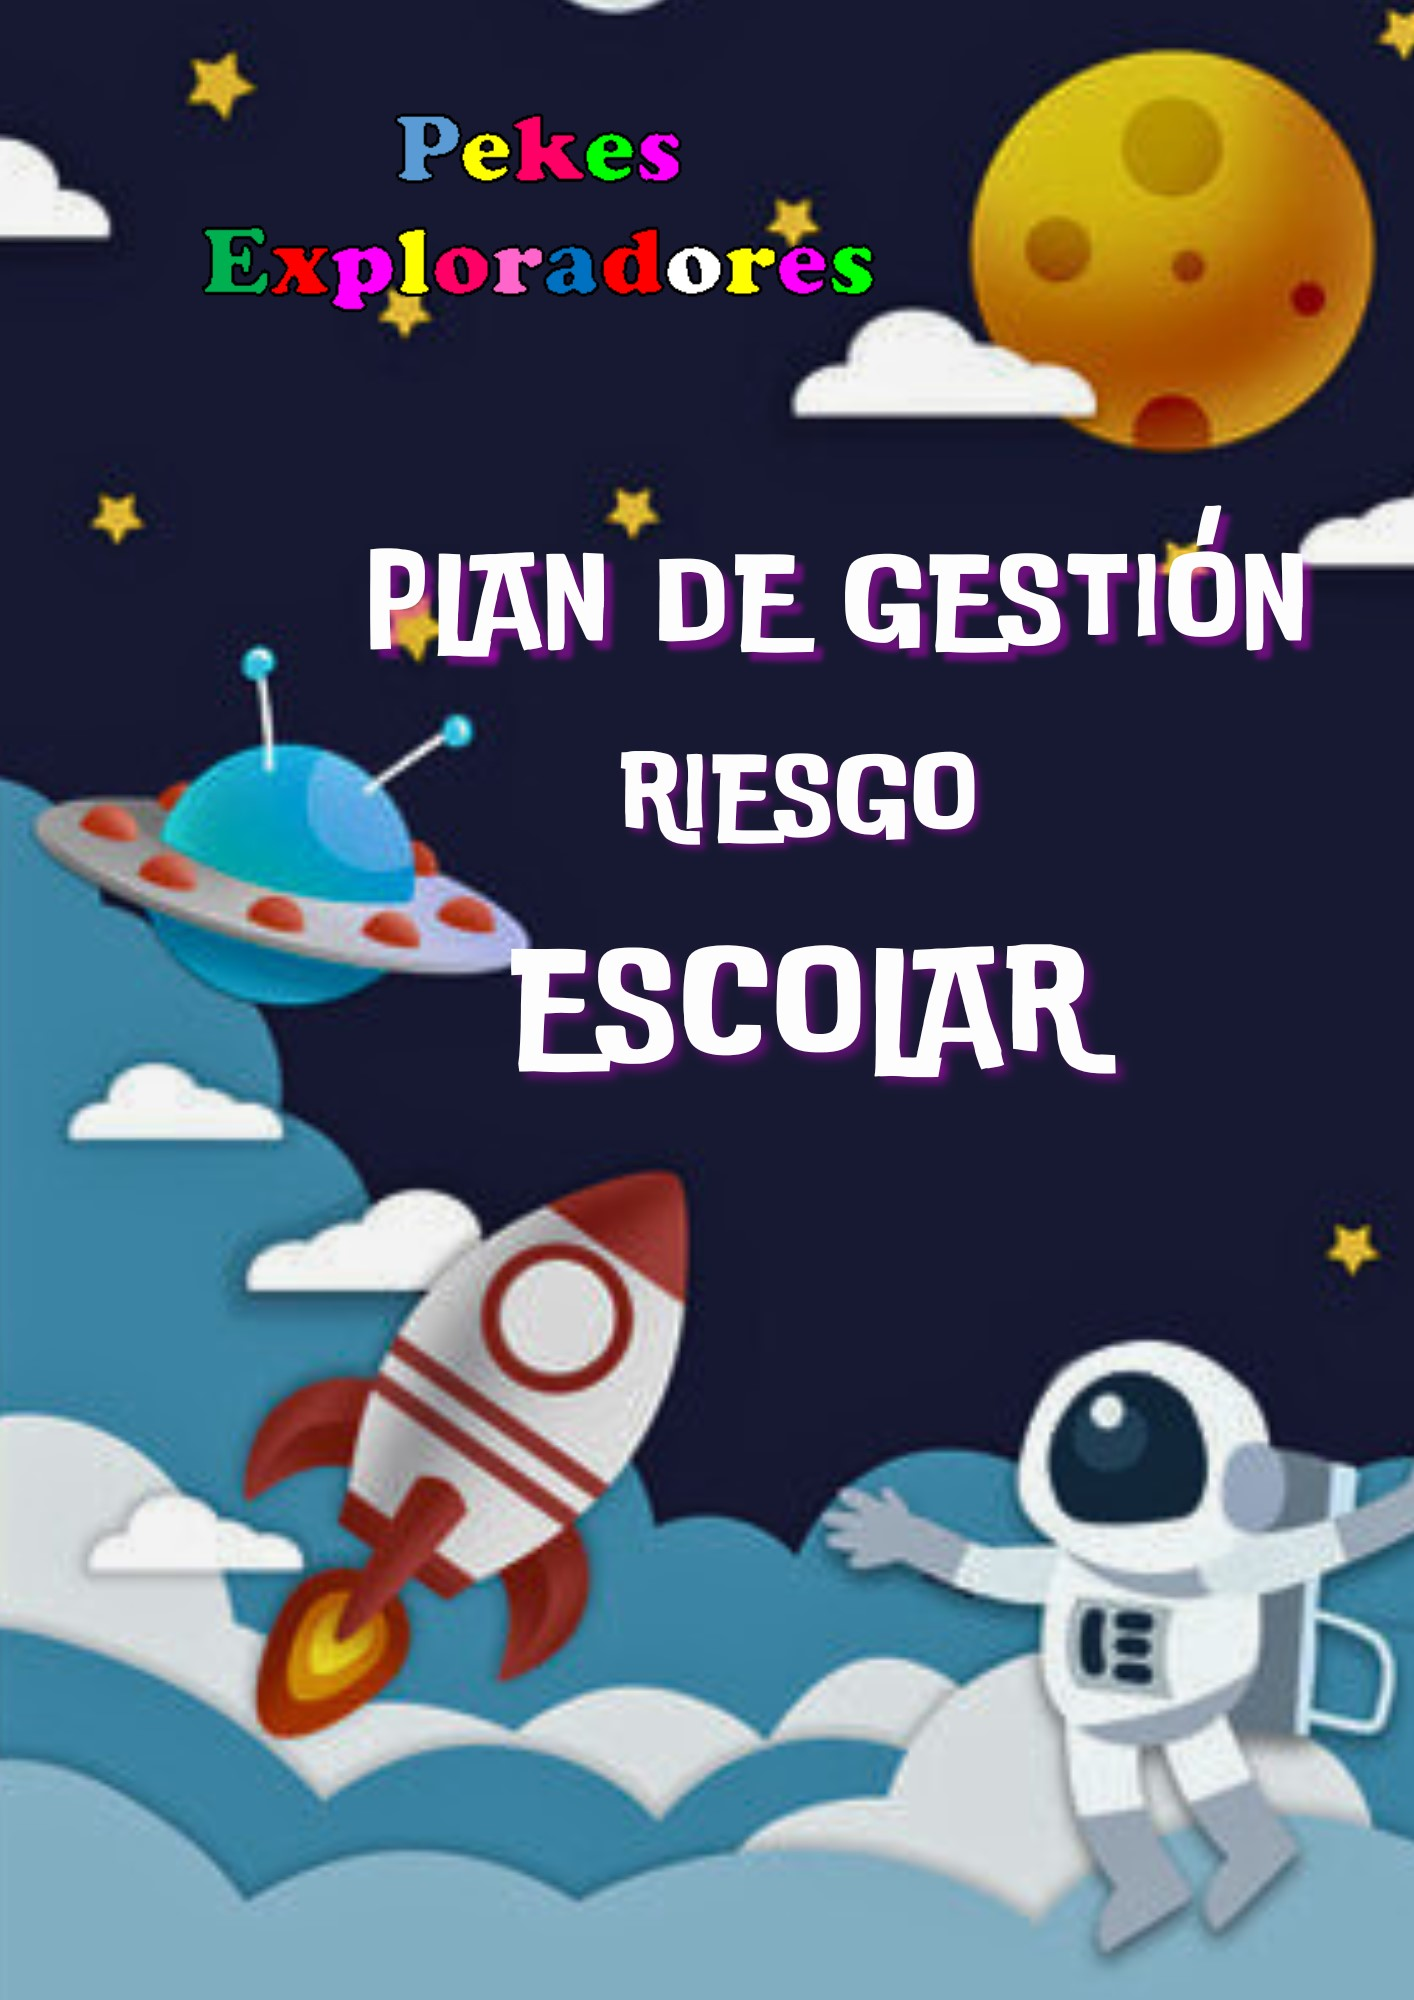 Pekes
Exploradores
PLAN DE GESTIÓN
RIESGO
ESCOLAR